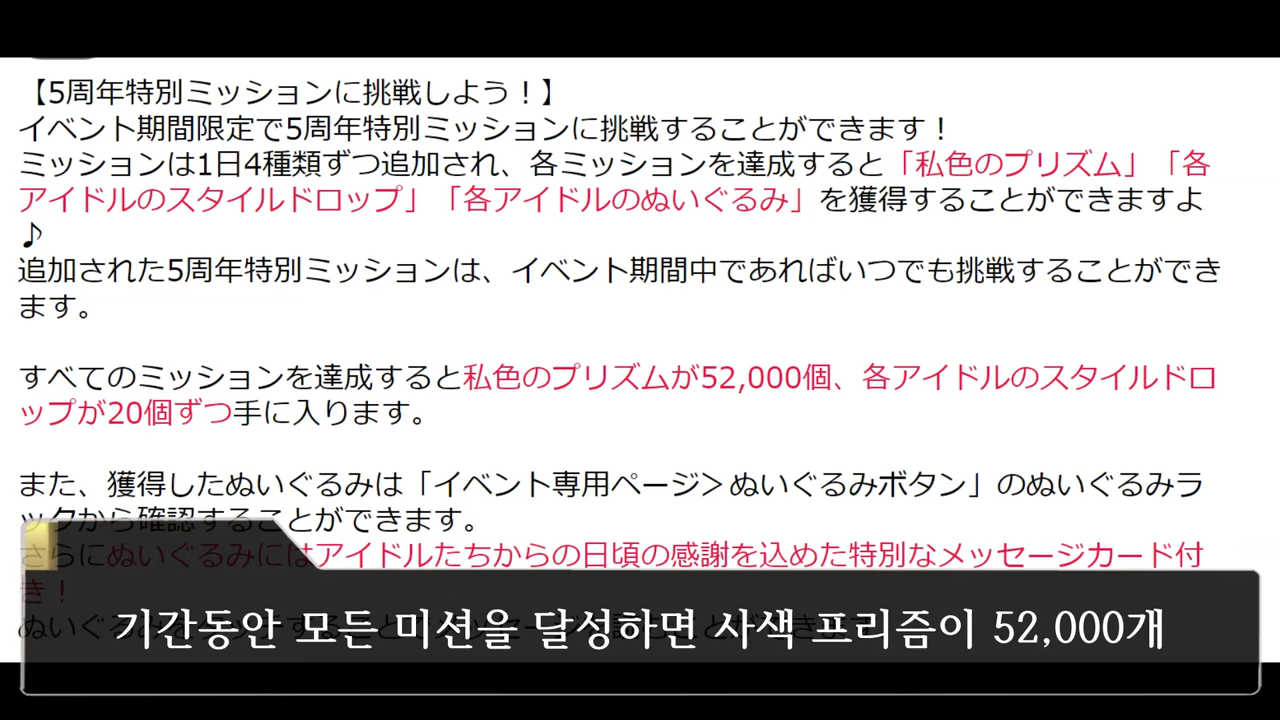 【5周年特別ミッションに挑戦しよう！】
イベント期間限定で5周年特別ミッションに挑戦することができます！
ミッションは1日4種類ずつ追加され、各ミッションを達成すると「私色のプリズム」「各
アイドルのスタイルドロップ」「各アイドルのぬいぐるみ」を獲得することができますよ
♪
追加された5周年特別ミッションは、イベント期間中であればいつでも挑戦することができ
ます。
すべてのミッションを達成すると私色のプリズムが52,000個、各アイドルのスタイルドロ
ップが20個ずつ手に入ります。
また、獲得したぬいぐるみは「イベント専用ページ＞ぬいぐるみボタン」のぬいぐるみラ
ックから確認することができます。
さらにぬいぐるみにはアイドルたちからの日頃の感謝を込めた特別なメッセージカード付
き！
ぬいぐるみを
기간동안 모든 미션을 달성하면 사색 프리즘이 52,000개